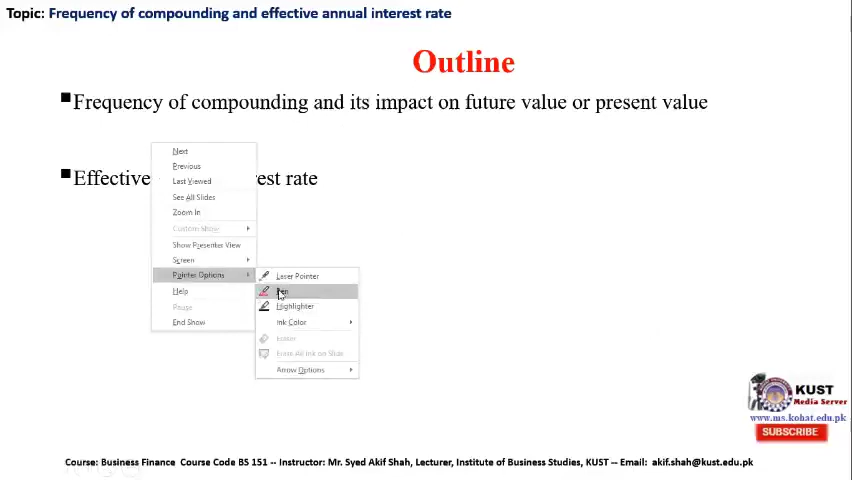 Topic: Frequency of compounding and effective annual interest rate
Outline
▪Frequency of compounding and its impact on future value or present value
▪Effective rest rate
Next
Previous
Last Viewed
See All Slides
Zoom In
Custom Show
Show Presenter View
Screen
Pointer Options
Help
Pause
End Show
Laser Pointer
Pen
Highlighter
Ink Color
Eraser
Erase All Ink on Slide
Arrow Options
KUST
Media Server
www.ms.kohat.edu.pk
SUBSCRIBE
Course: Business Finance Course Code BS 151 -- Instructor: Mr. Syed Akif Shah, Lecturer, Institute of Business Studies, KUST -- Email: akif.shah@kust.edu.pk